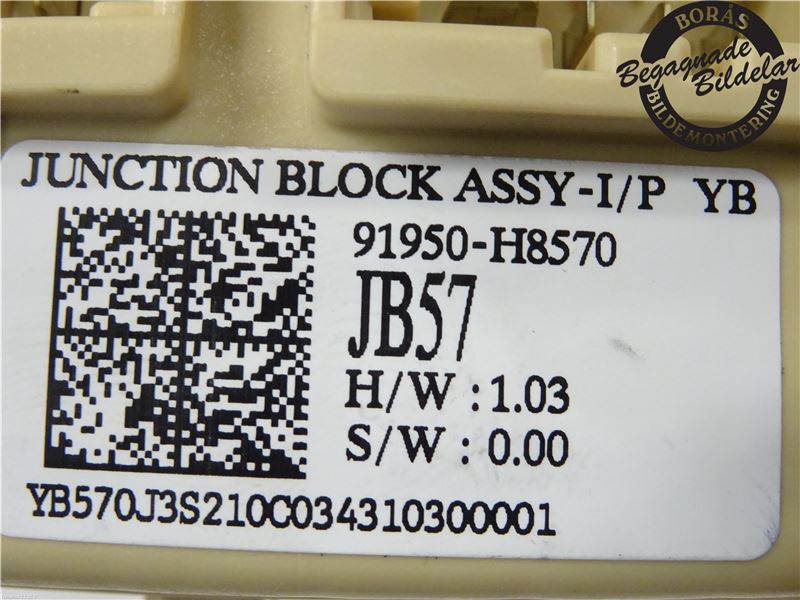 BORÅS
Begagnade
Bildelar
BILDEMONTERING
JUNCTION BLOCK ASSY-I/P YB
91950-H8570
JB57
H/W : 1.03
S/W : 0.00
YB570J3S210C034310300001